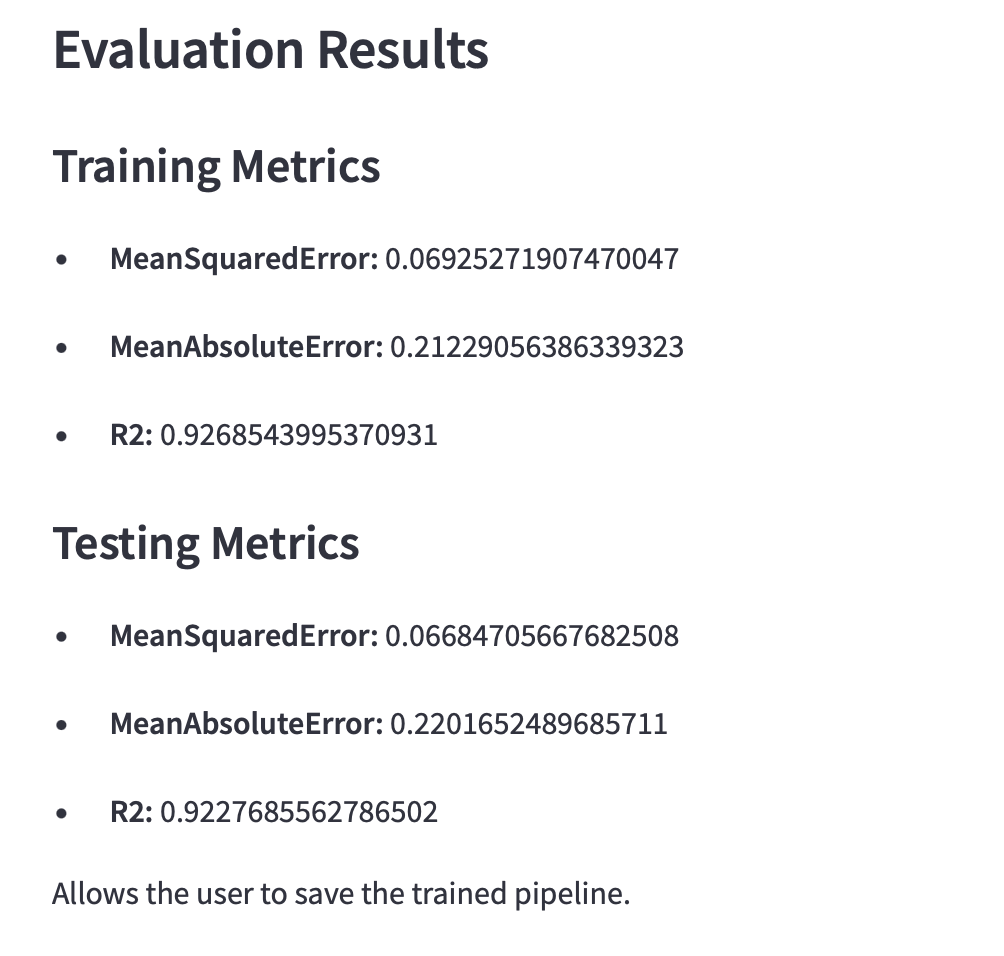 Evaluation Results
Training Metrics
• MeanSquaredError: 0.06925271907470047
• MeanAbsoluteError: 0.21229056386339323
• R2: 0.9268543995370931
Testing Metrics
• MeanSquaredError: 0.06684705667682508
• MeanAbsoluteError: 0.2201652489685711
• R2: 0.9227685562786502
Allows the user to save the trained pipeline.